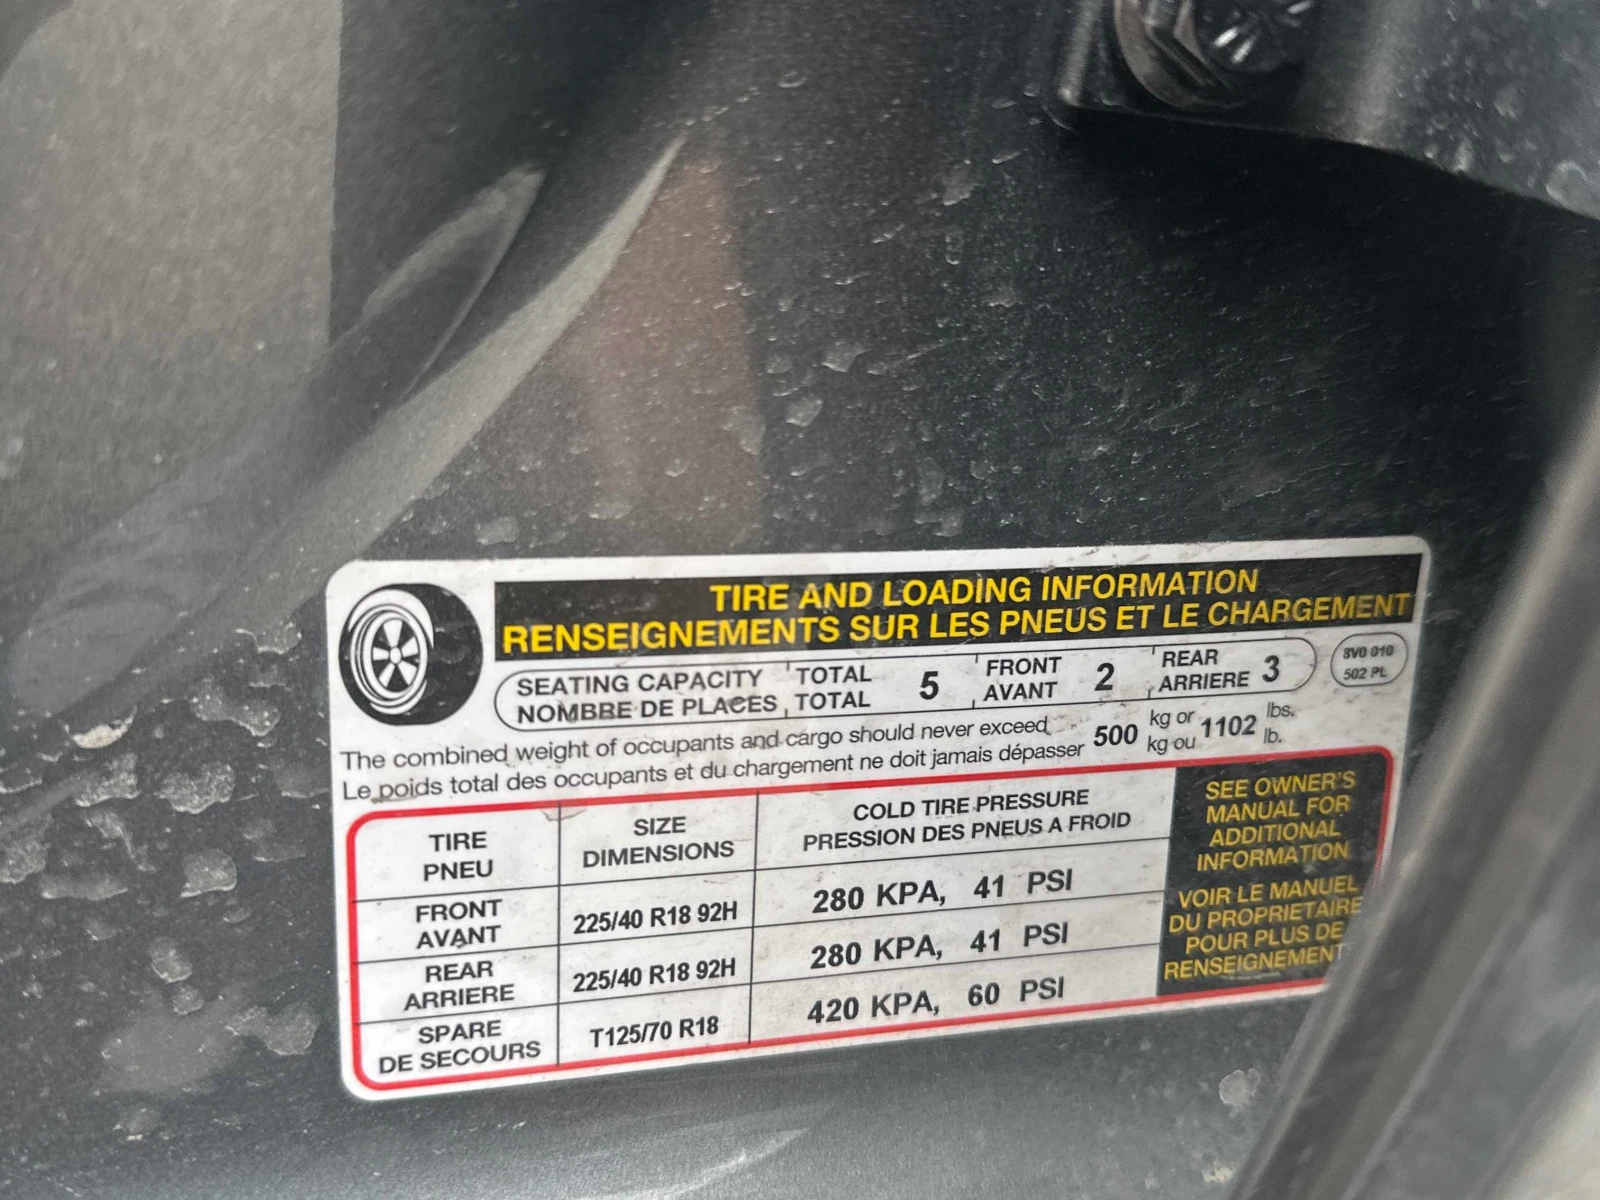 TIRE AND LOADING INFORMATION
RENSEIGNEMENTS SUR LES PNEUS ET LE CHARGEMENT
SEATING CAPACITY TOTAL 5 FRONT 2 REAR 3
NOMBRE DE PLACES TOTAL AVANT ARRIERE
8V0 010
502 PL
The combined weight of occupants and cargo should never exceed 500 kg or 1102 lbs.
Le poids total des occupants et du chargement ne doit jamais dépasser kg ou lb.
TIRE SIZE COLD TIRE PRESSURE
PNEU DIMENSIONS PRESSION DES PNEUS A FROID
FRONT 225/40 R18 92H 280 KPA, 41 PSI
AVANT
REAR 225/40 R18 92H 280 KPA, 41 PSI
ARRIERE
SPARE T125/70 R18 420 KPA, 60 PSI
DE SECOURS
SEE OWNER'S
MANUAL FOR
ADDITIONAL
INFORMATION
VOIR LE MANUEL
DU PROPRIETAIRE
POUR PLUS DE
RENSEIGNEMENT